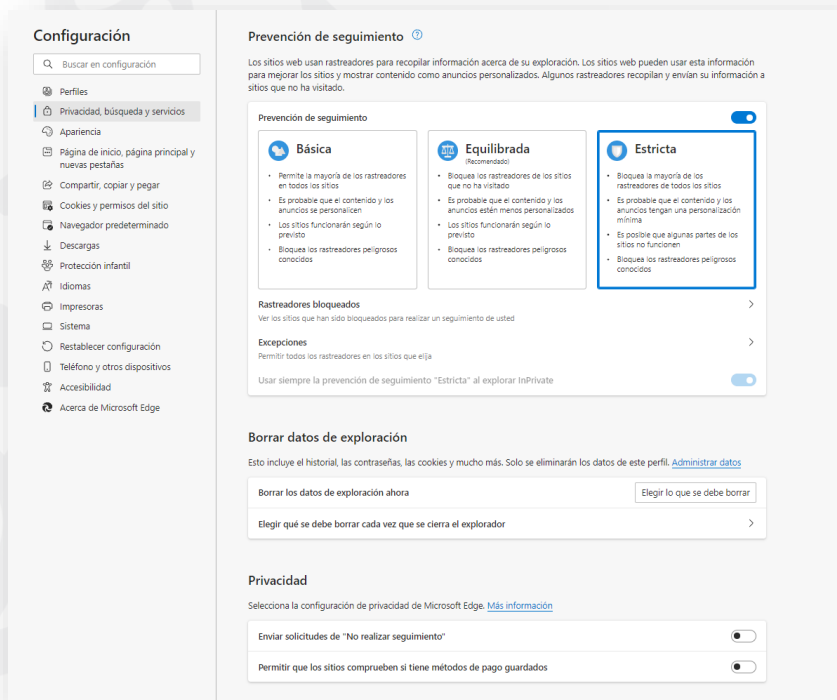 Configuración
Buscar en configuración
Perfiles
Privacidad, búsqueda y servicios
Apariencia
Página de inicio, página principal y
nuevas pestañas
Compartir, copiar y pegar
Cookies y permisos del sitio
Navegador predeterminado
Descargas
Protección infantil
Idiomas
Impresoras
Sistema
Restablecer configuración
Teléfono y otros dispositivos
Accesibilidad
Acerca de Microsoft Edge
Prevención de seguimiento
Los sitios web usan rastreadores para recopilar información acerca de su exploración. Los sitios web pueden usar esta información
para mejorar los sitios y mostrar contenido como anuncios personalizados. Algunos rastreadores recopilan y envían su información a
sitios que no ha visitado.
Prevención de seguimiento
Básica
• Permite la mayoría de los rastreadores
en todos los sitios
• Es probable que el contenido y los
anuncios se personalicen
• Los sitios funcionarán según lo
previsto
• Bloquea los rastreadores peligrosos
conocidos
Equilibrada
(Recomendado)
• Bloquea los rastreadores de los sitios
que no ha visitado
• Es probable que el contenido y los
anuncios estén menos personalizados
• Los sitios funcionarán según lo
previsto
• Bloquea los rastreadores peligrosos
conocidos
Estricta
• Bloquea la mayoría de los
rastreadores de todos los sitios
• Es probable que el contenido y los
anuncios tengan una personalización
mínima
• Es posible que algunas partes de los
sitios no funcionen
• Bloquea los rastreadores peligrosos
conocidos
Rastreadores bloqueados
Ver los sitios que han sido bloqueados para realizar un seguimiento de usted
Excepciones
Permitir todos los rastreadores en los sitios que elija
Usar siempre la prevención de seguimiento "Estricta" al explorar InPrivate
Borrar datos de exploración
Esto incluye el historial, las contraseñas, las cookies y mucho más. Solo se eliminarán los datos de este perfil. Administrar datos
Borrar los datos de exploración ahora
Elegir lo que se debe borrar
Elegir qué se debe borrar cada vez que se cierra el explorador
Privacidad
Selecciona la configuración de privacidad de Microsoft Edge. Más información
Enviar solicitudes de "No realizar seguimiento"
Permitir que los sitios comprueben si tiene métodos de pago guardados